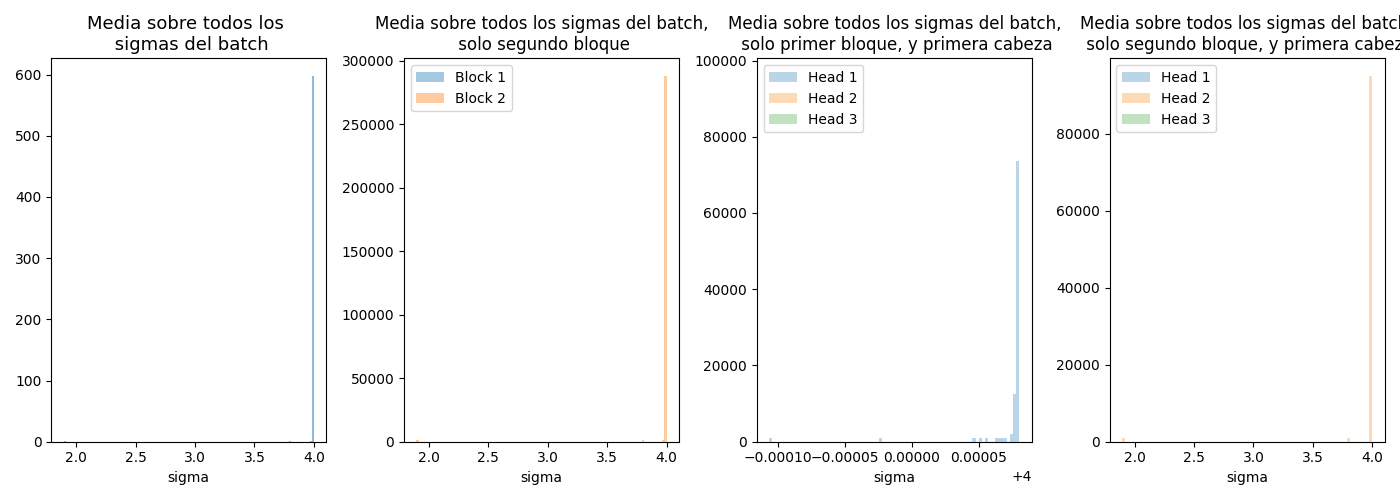 Media sobre todos los
sigmas del batch
600
500
400
300
200
100
0
2.0 2.5 3.0 3.5 4.0
sigma
Media sobre todos los sigmas del batch,
solo segundo bloque
Block 1
Block 2
300000
250000
200000
150000
100000
50000
0
2.0 2.5 3.0 3.5 4.0
sigma
Media sobre todos los sigmas del batch,
solo primer bloque, y primera cabeza
Head 1
Head 2
Head 3
100000
80000
60000
40000
20000
0
−0.00010 −0.00005 0.00000 0.00005
+4
sigma
Media sobre todos los sigmas del batch
solo segundo bloque, y primera cabez
Head 1
Head 2
Head 3
80000
60000
40000
20000
0
2.0 2.5 3.0 3.5 4.0
sigma